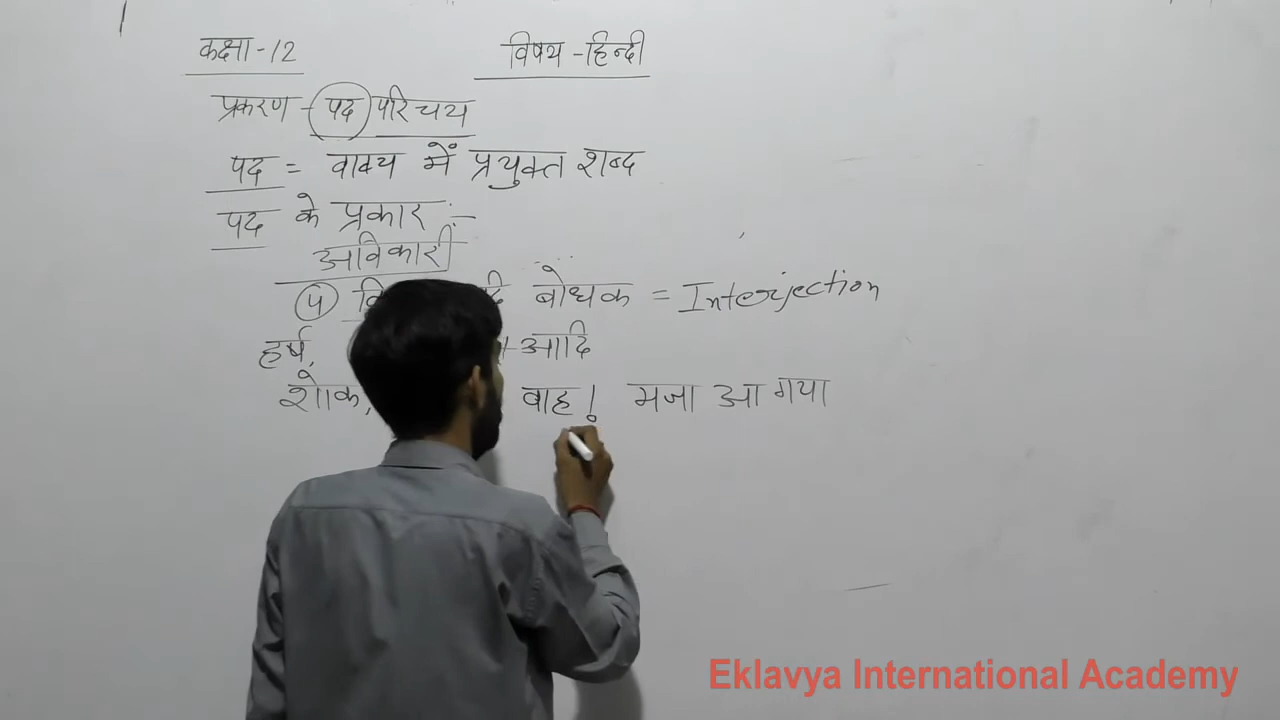 कक्षा -12 विषय -हिन्दी
प्रकरण - पद परिचय
पद = वाक्य में प्रयुक्त शब्द
पद के प्रकार :-
अविकारी
बोधक = Interjection
हर्ष, आदि
शोक, वाह! मजा आ गया
Eklavya International Academy